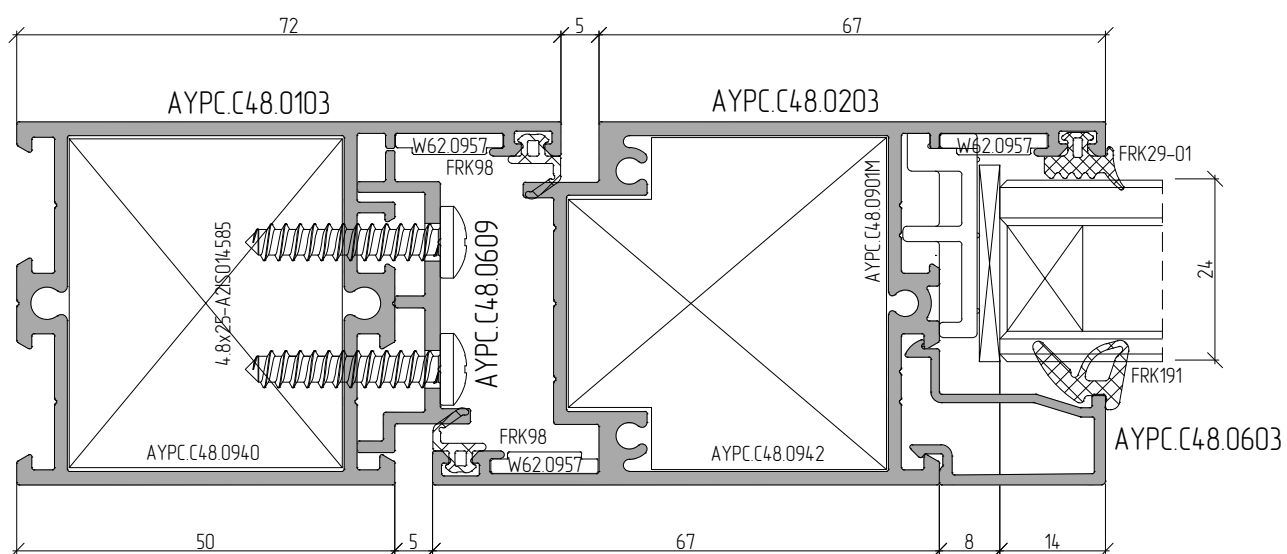 72
5
67
AYPC.C48.0103
AYPC.C48.0203
W62.0957
W62.0957
FRK98
FRK29-01
AYPC.C48.0901M
4.8x25-A2ISO14585
AYPC.C48.0609
24
FRK191
FRK98
AYPC.C48.0603
AYPC.C48.0940
W62.0957
AYPC.C48.0942
50
5
67
8
14